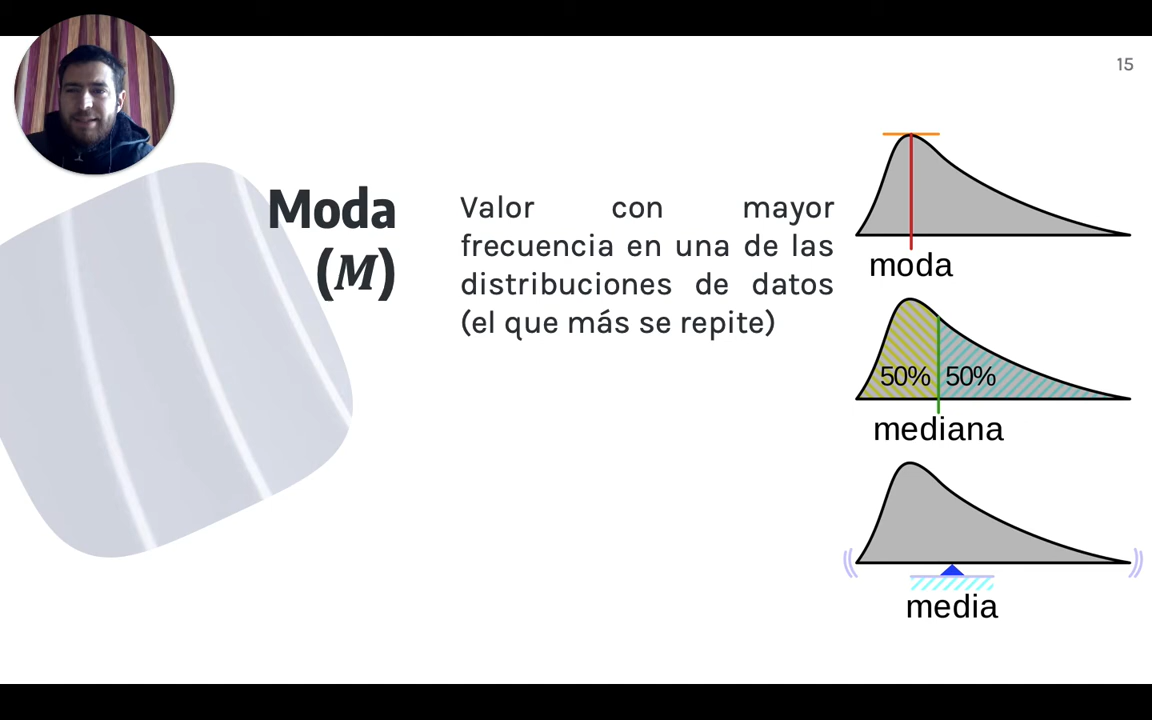 15
Moda
(M)
Valor con mayor
frecuencia en una de las
distribuciones de datos
(el que más se repite)
moda
50% 50%
mediana
media